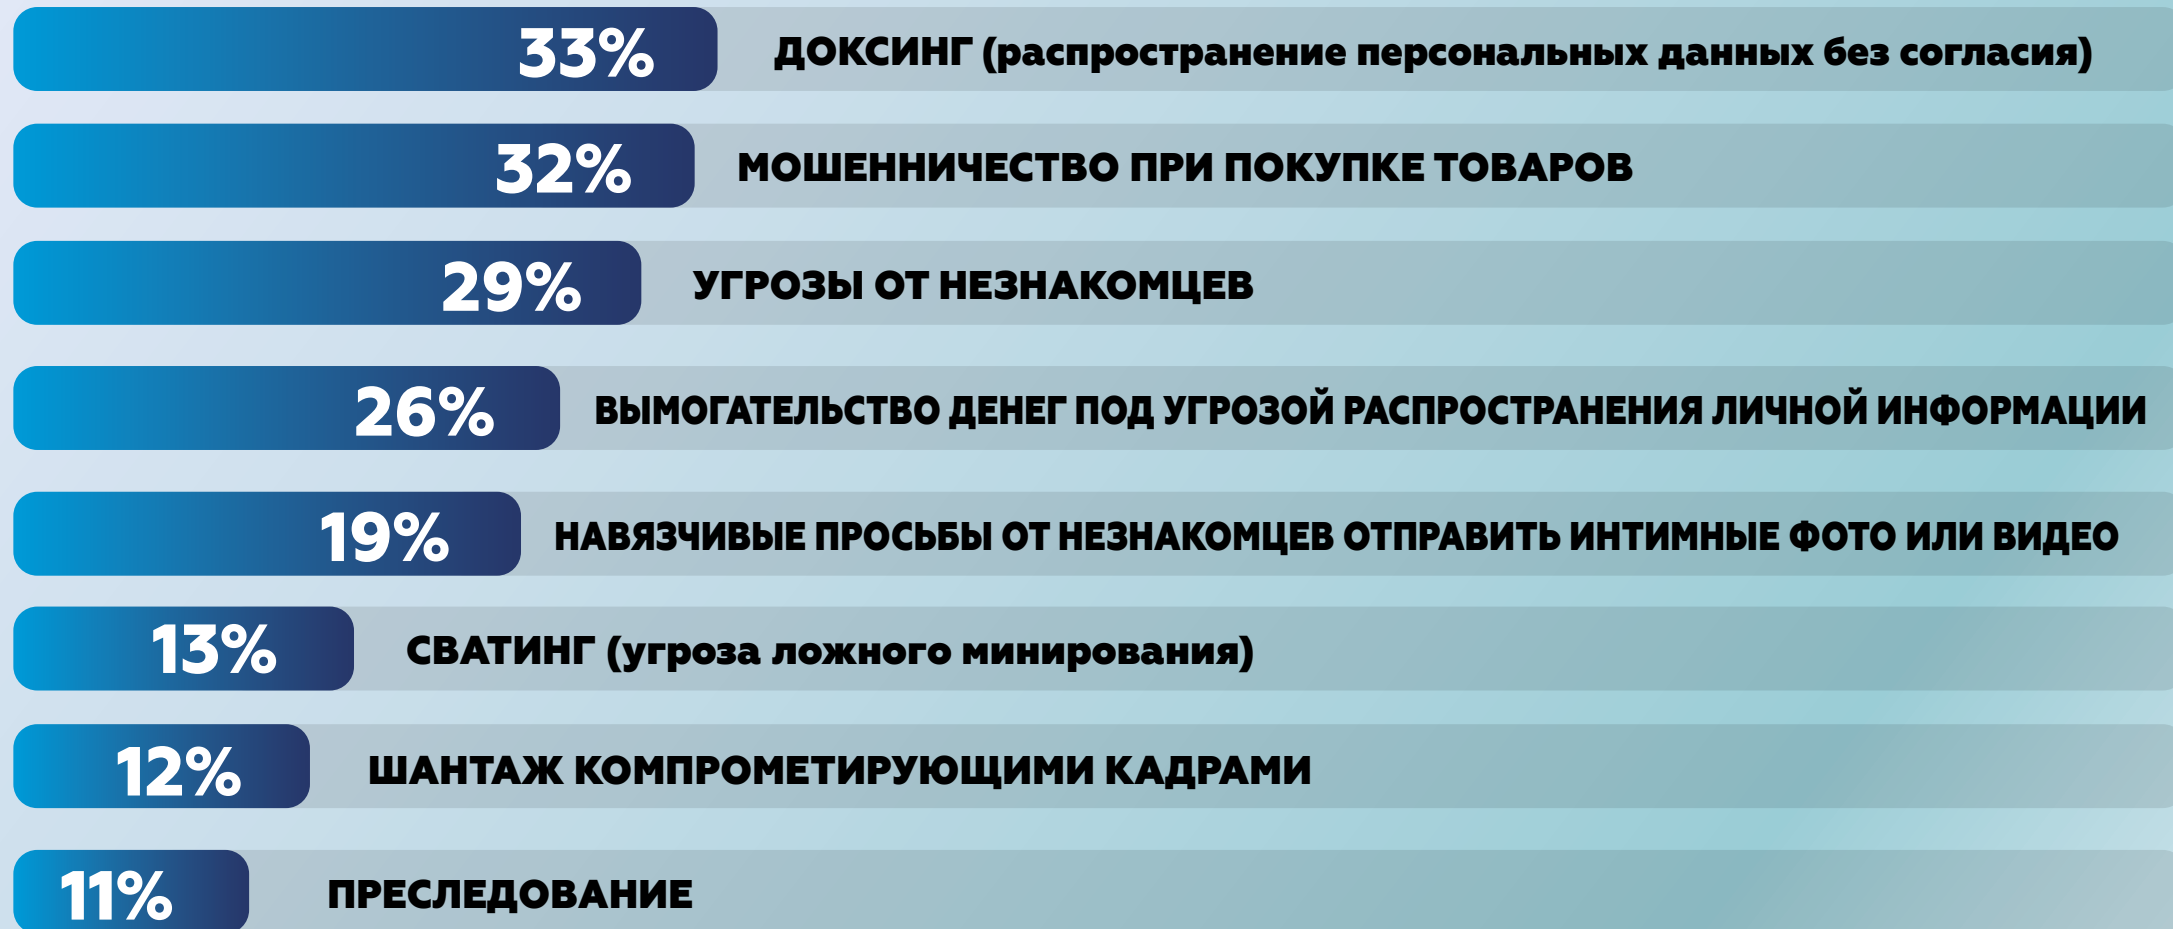 33% ДОКСИНГ (распространение персональных данных без согласия)
32% МОШЕННИЧЕСТВО ПРИ ПОКУПКЕ ТОВАРОВ
29% УГРОЗЫ ОТ НЕЗНАКОМЦЕВ
26% ВЫМОГАТЕЛЬСТВО ДЕНЕГ ПОД УГРОЗОЙ РАСПРОСТРАНЕНИЯ ЛИЧНОЙ ИНФОРМАЦИИ
19% НАВЯЗЧИВЫЕ ПРОСЬБЫ ОТ НЕЗНАКОМЦЕВ ОТПРАВИТЬ ИНТИМНЫЕ ФОТО ИЛИ ВИДЕО
13% СВАТИНГ (угроза ложного минирования)
12% ШАНТАЖ КОМПРОМЕТИРУЮЩИМИ КАДРАМИ
11% ПРЕСЛЕДОВАНИЕ